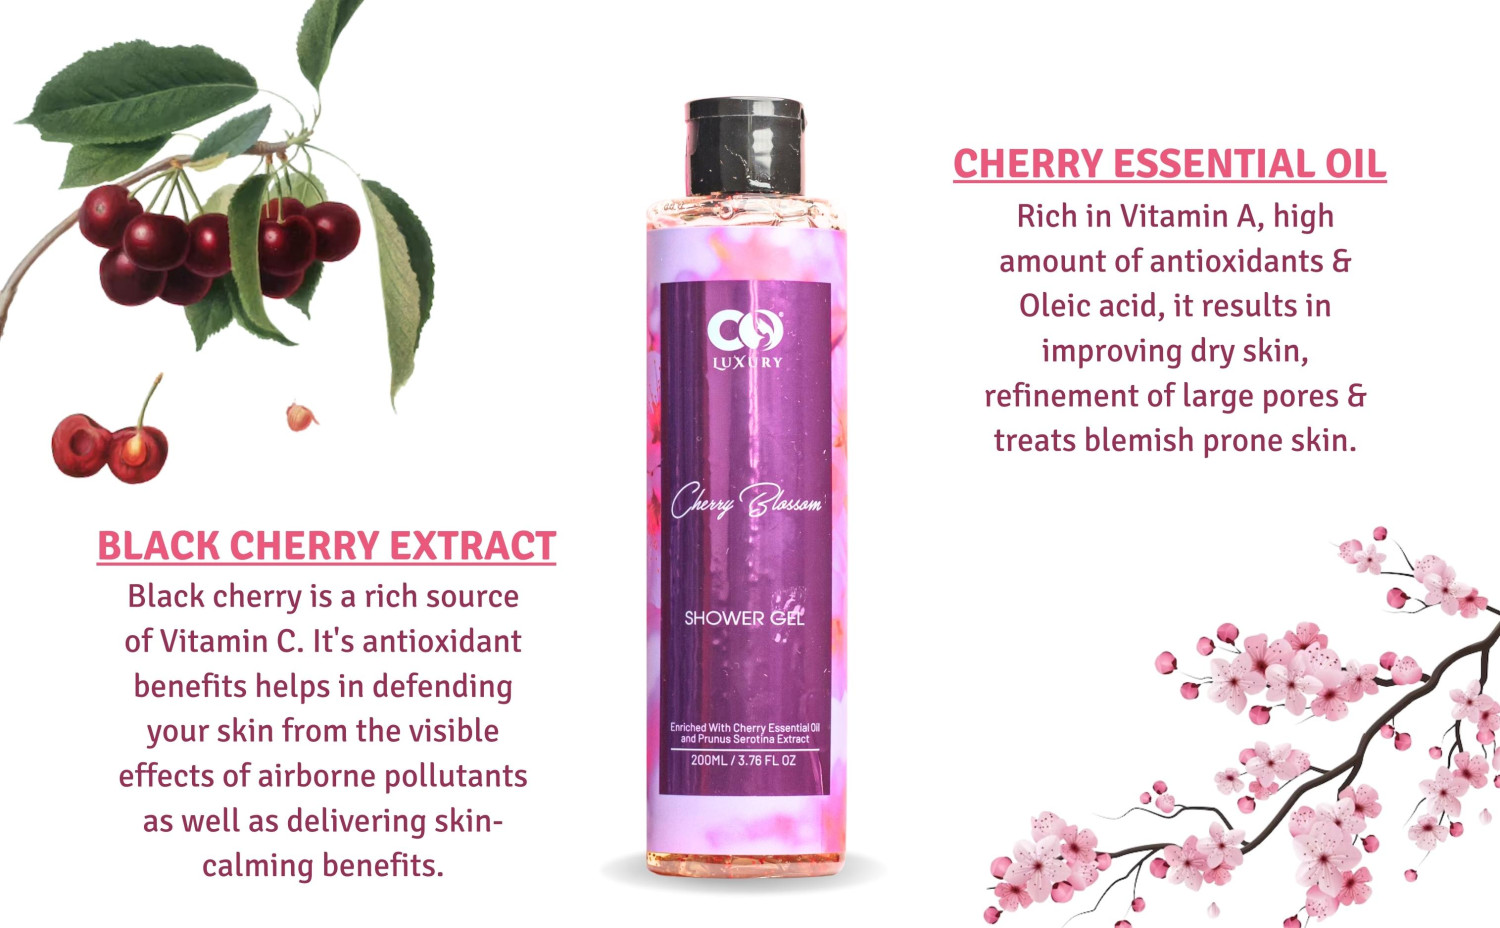 BLACK CHERRY EXTRACT
Black cherry is a rich source
of Vitamin C. It's antioxidant
benefits helps in defending
your skin from the visible
effects of airborne pollutants
as well as delivering skin-
calming benefits.
CO
LUXURY
Cherry Blossom
SHOWER GEL
Enriched With Cherry Essential Oil
and Prunus Serotina Extract
200ML / 3.76 FL OZ
CHERRY ESSENTIAL OIL
Rich in Vitamin A, high
amount of antioxidants &
Oleic acid, it results in
improving dry skin,
refinement of large pores &
treats blemish prone skin.